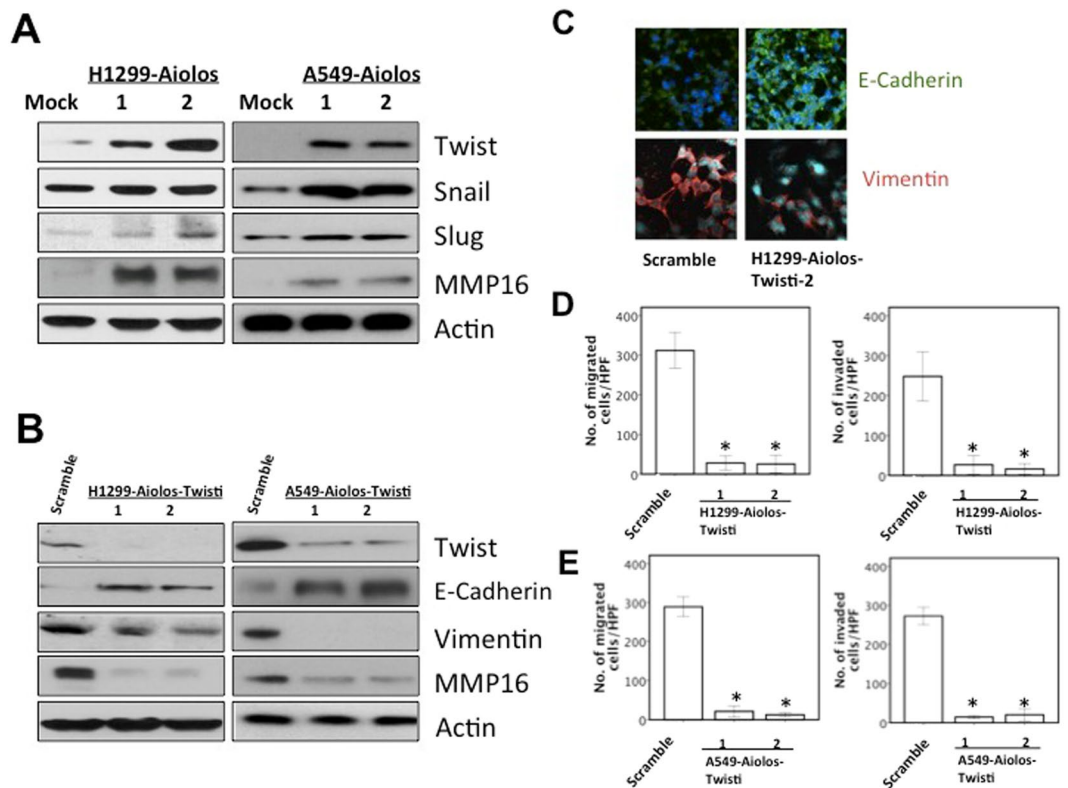 A
H1299-Aiolos
A549-Aiolos
Mock 1 2
Mock 1 2
Twist
Snail
Slug
MMP16
Actin
B
Scramble
H1299-Aiolos-Twisti
1 2
Scramble
A549-Aiolos-Twisti
1 2
Twist
E-Cadherin
Vimentin
MMP16
Actin
C
E-Cadherin
Vimentin
Scramble
H1299-Aiolos-
Twisti-2
D
No. of migrated
cells/HPF
400
300
200
100
0
* *
Scramble
1 2
H1299-Aiolos-
Twisti
No. of invaded
cells/HPF
400
300
200
100
0
* *
Scramble
1 2
H1299-Aiolos-
Twisti
E
No. of migrated
cells/HPF
400
300
200
100
0
* *
Scramble
1 2
A549-Aiolos-
Twisti
No. of invaded
cells/HPF
400
300
200
100
0
* *
Scramble
1 2
A549-Aiolos-
Twisti